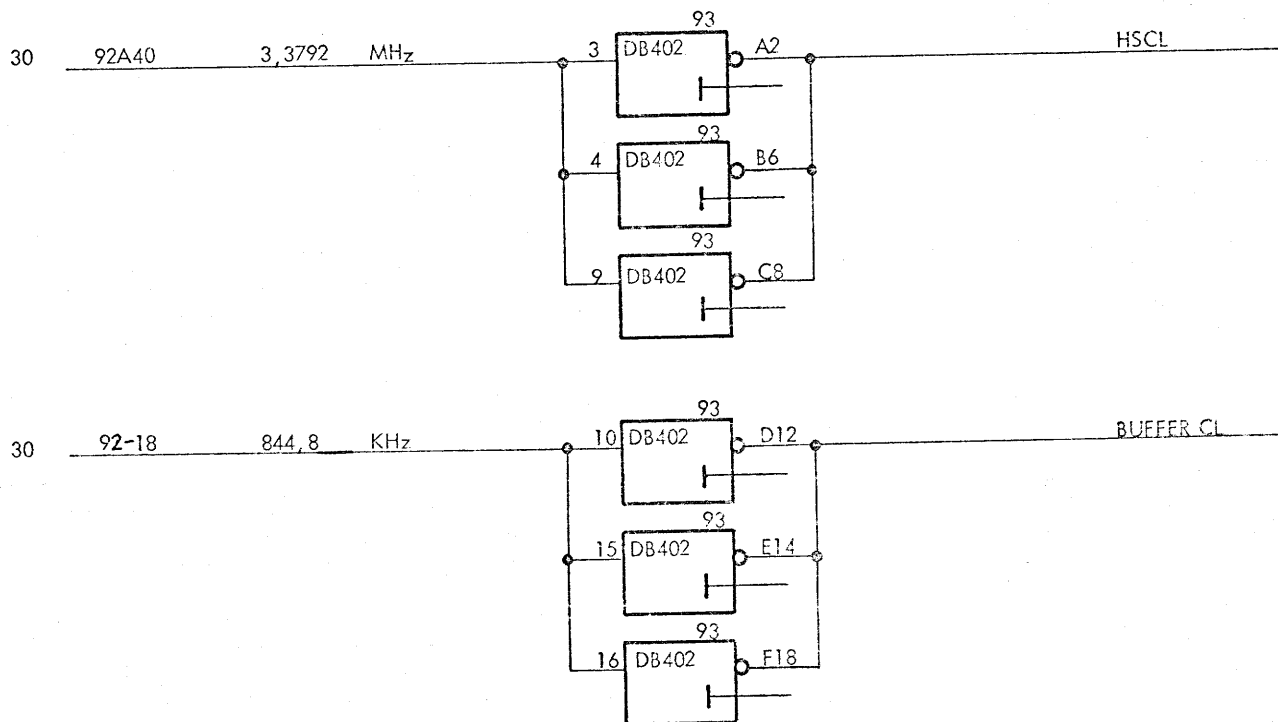 93
30 92A40 3,3792 MHz 3 DB402 A2 HSCL
93
4 DB402 B6
93
9 DB402 C8
93
30 92-18 844,8 KHz 10 DB402 D12 BUFFER CL
93
15 DB402 E14
93
16 DB402 F18